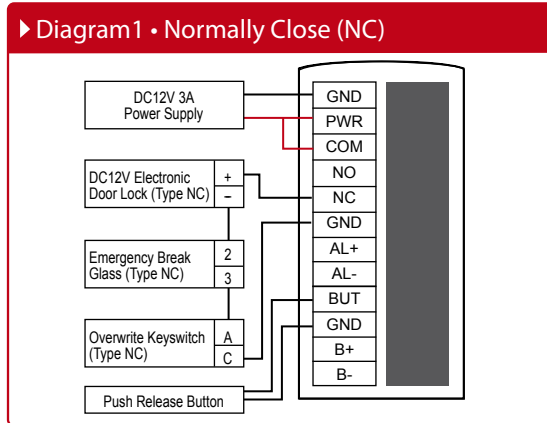 Diagram1 • Normally Close (NC)
DC12V 3A
Power Supply
DC12V Electronic
Door Lock (Type NC)
+
–
Emergency Break
Glass (Type NC)
2
3
Overwrite Keyswitch
(Type NC)
A
C
Push Release Button
GND
PWR
COM
NO
NC
GND
AL+
AL-
BUT
GND
B+
B-